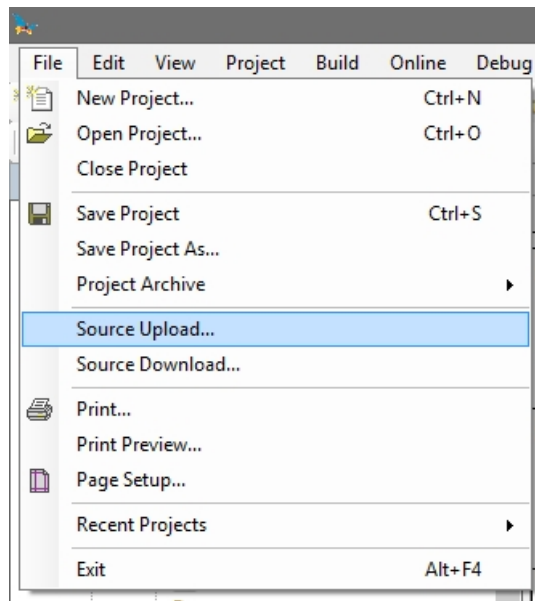 File Edit View Project Build Online Debug
New Project... Ctrl+N
Open Project... Ctrl+O
Close Project
Save Project Ctrl+S
Save Project As...
Project Archive
Source Upload...
Source Download...
Print...
Print Preview...
Page Setup...
Recent Projects
Exit Alt+F4